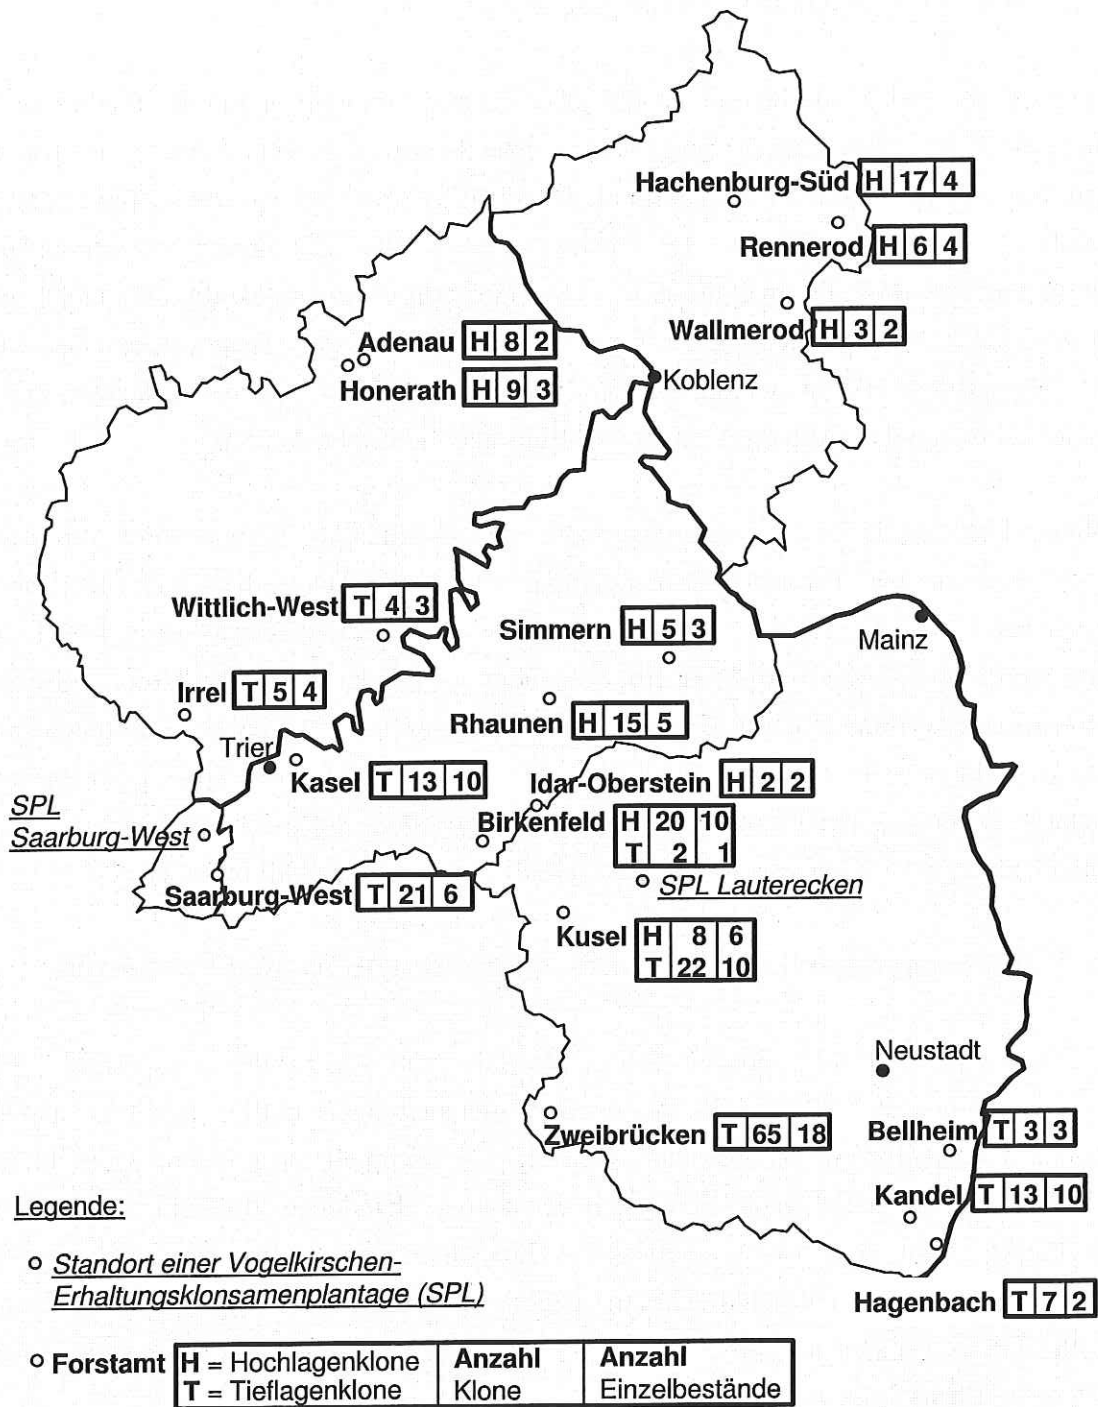 Hachenburg-Süd H 17 4
Rennerod H 6 4
Wallmerod H 3 2
Adenau H 8 2
Honerath H 9 3
Koblenz
Wittlich-West T 4 3
Simmern H 5 3
Mainz
Irrel T 5 4
Rhaunen H 15 5
Trier
Kasel T 13 10
Idar-Oberstein H 2 2
SPL
Saarburg-West
Birkenfeld H 20 10
T 2 1
SPL Lauterecken
Saarburg-West T 21 6
Kusel H 8 6
T 22 10
Neustadt
Zweibrücken T 65 18
Bellheim T 3 3
Kandel T 13 10
Hagenbach T 7 2
Legende:
Standort einer Vogelkirschen-
Erhaltungsklonsamenplantage (SPL)
Forstamt H = Hochlagenklone Anzahl Anzahl
T = Tieflagenklone Klone Einzelbestände